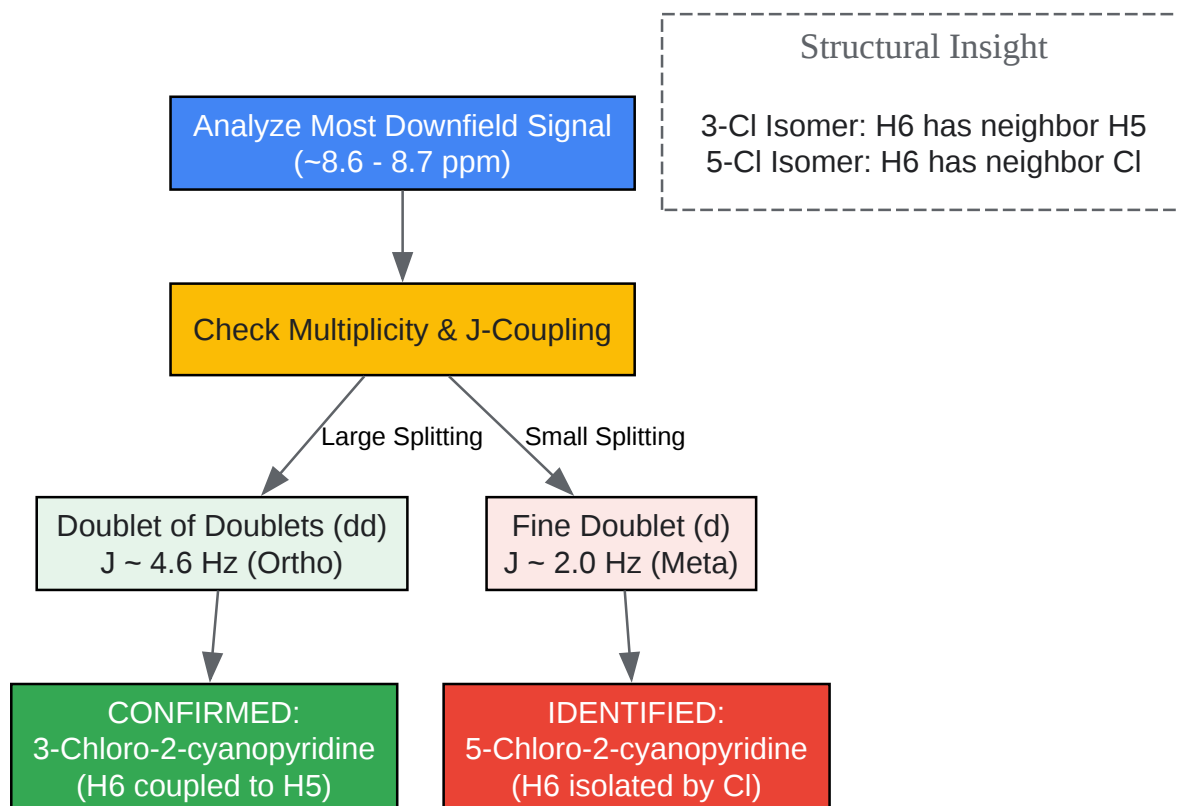 Structural Insight
3-Cl Isomer: H6 has neighbor H5
5-Cl Isomer: H6 has neighbor Cl
Analyze Most Downfield Signal
(~8.6 - 8.7 ppm)
Check Multiplicity & J-Coupling
Large Splitting
Small Splitting
Doublet of Doublets (dd)
J ~ 4.6 Hz (Ortho)
Fine Doublet (d)
J ~ 2.0 Hz (Meta)
CONFIRMED:
3-Chloro-2-cyanopyridine
(H6 coupled to H5)
IDENTIFIED:
5-Chloro-2-cyanopyridine
(H6 isolated by Cl)